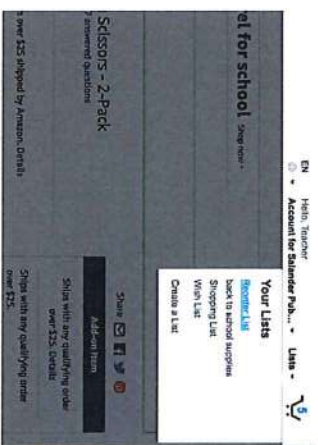 EN
Hello, Teacher
Account for Salander Pub...
Lists
5
el for school Shop now
Your Lists
Reorder List
back to school supplies
Shopping List
Wish List
Create a List
Scissors - 2-Pack
answered questions
Share
Add-on Item
Ships with any qualifying order
over $25. Details
over $25 shipped by Amazon. Details
Ships with any qualifying order
over $25.